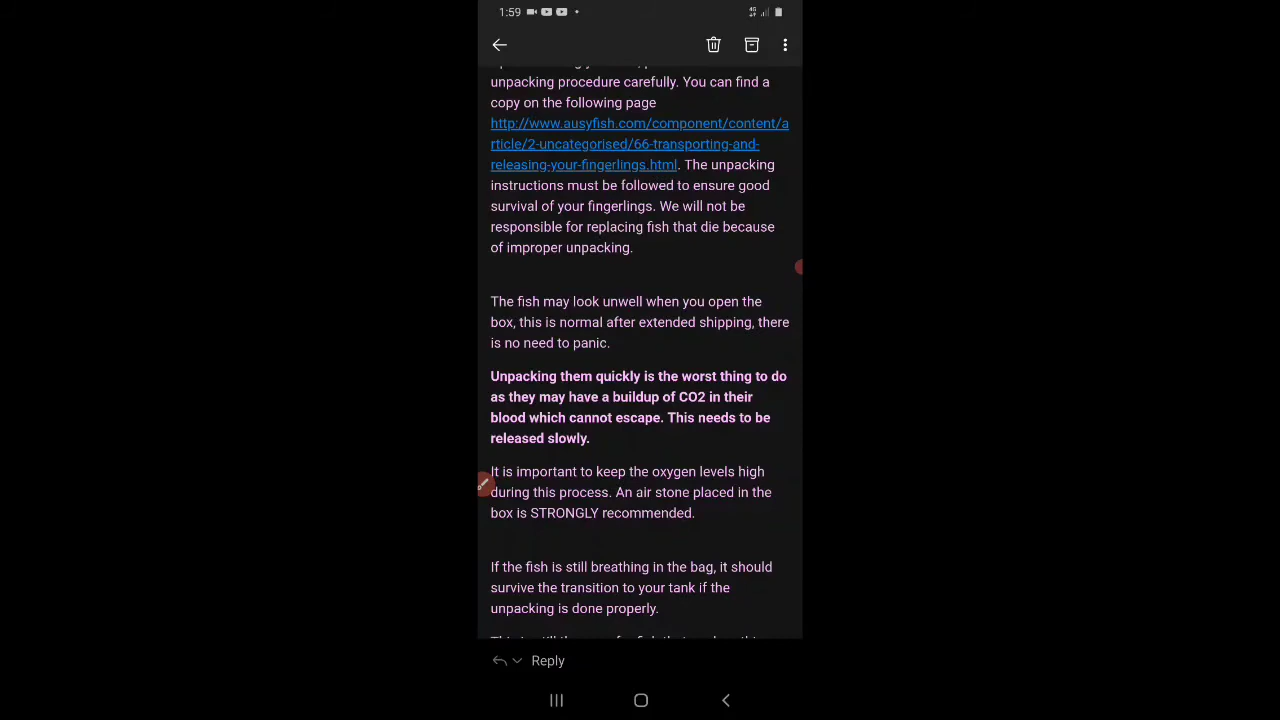 1:59
4G
unpacking procedure carefully. You can find a
copy on the following page
http://www.ausyfish.com/component/content/a
rticle/2-uncategorised/66-transporting-and-
releasing-your-fingerlings.html. The unpacking
instructions must be followed to ensure good
survival of your fingerlings. We will not be
responsible for replacing fish that die because
of improper unpacking.
The fish may look unwell when you open the
box, this is normal after extended shipping, there
is no need to panic.
Unpacking them quickly is the worst thing to do
as they may have a buildup of CO2 in their
blood which cannot escape. This needs to be
released slowly.
It is important to keep the oxygen levels high
during this process. An air stone placed in the
box is STRONGLY recommended.
If the fish is still breathing in the bag, it should
survive the transition to your tank if the
unpacking is done properly.
Reply